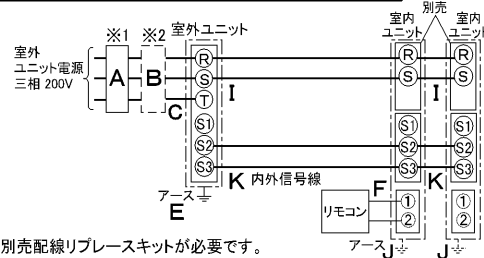 別売
※1
※2
室外ユニット
室内
ユニット
室内
ユニット
室外
ユニット電源
三相 200V
A
B
C
R
S
T
S1
S2
S3
I
R
S
I
R
S
S1
S2
S3
S1
S2
S3
K
内外信号線
K
アース
E
F
リモコン
1
2
1
2
アース
J
J
別売配線リプレースキットが必要です。